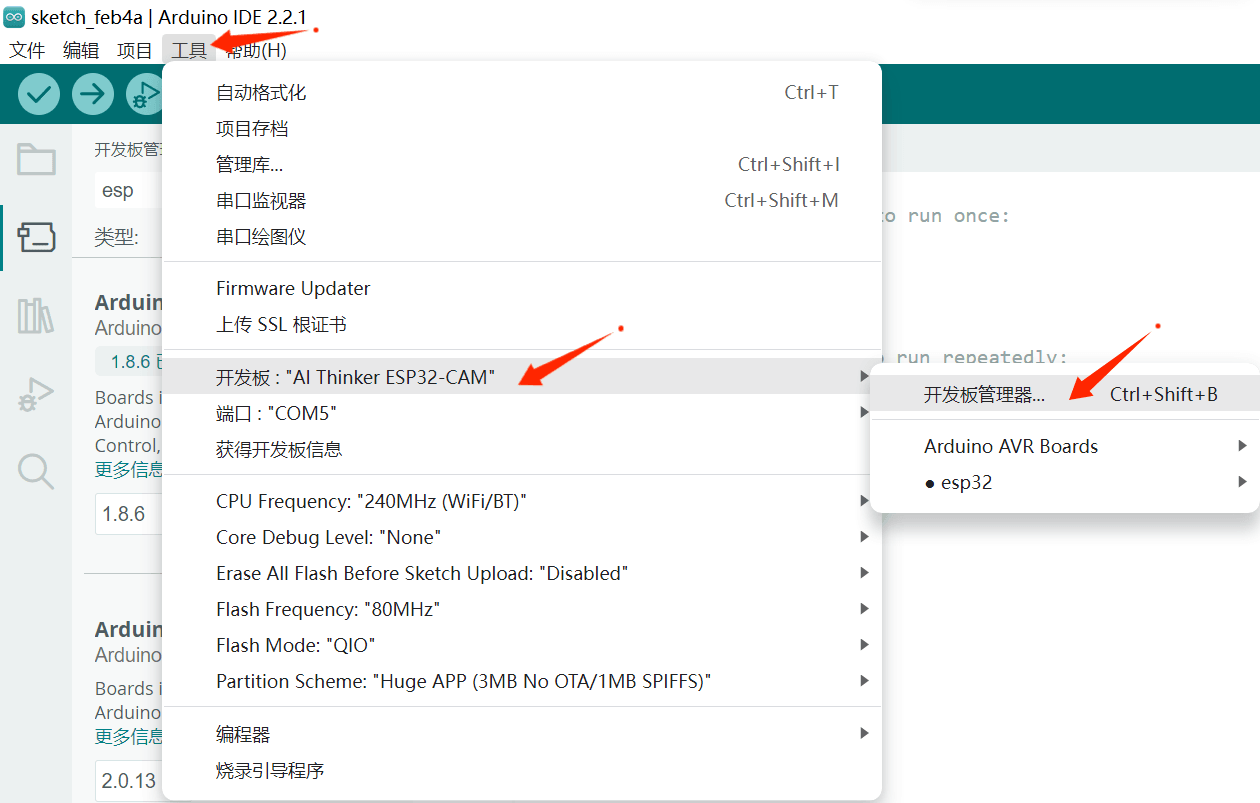 sketch_feb4a | Arduino IDE 2.2.1
文件 编辑 项目 工具 帮助(H)
自动格式化 Ctrl+T
项目存档
管理库... Ctrl+Shift+I
串口监视器 Ctrl+Shift+M
串口绘图仪
Firmware Updater
上传 SSL 根证书
开发板 : "AI Thinker ESP32-CAM"
端口 : "COM5"
获得开发板信息
CPU Frequency: "240MHz (WiFi/BT)"
Core Debug Level: "None"
Erase All Flash Before Sketch Upload: "Disabled"
Flash Frequency: "80MHz"
Flash Mode: "QIO"
Partition Scheme: "Huge APP (3MB No OTA/1MB SPIFFS)"
编程器
烧录引导程序
开发板管理器... Ctrl+Shift+B
Arduino AVR Boards
● esp32
开发板管
esp
类型:
Arduin
Arduino
1.8.6
Boards i
Arduino
Control,
更多信息
1.8.6
Arduin
Arduino
Boards i
Arduino
更多信息
2.0.13
to run once:
run repeatedly: